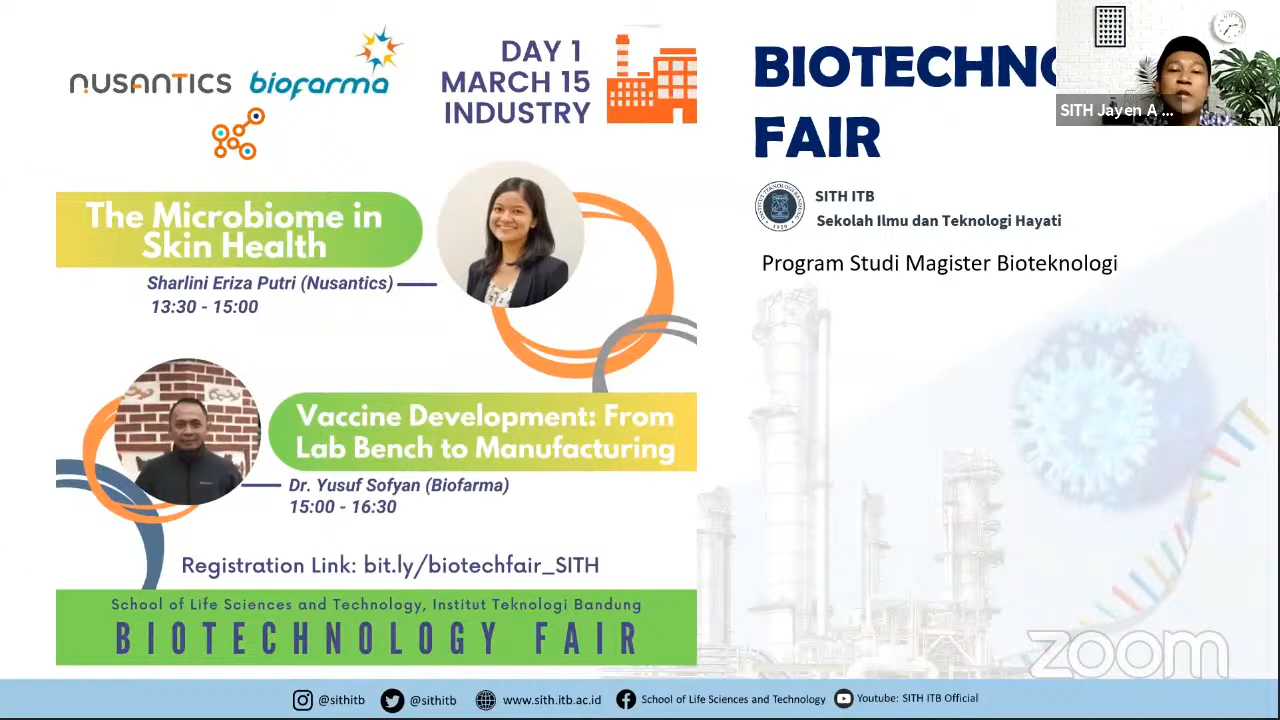 NUSANTICS
biofarma
DAY 1
MARCH 15
INDUSTRY
The Microbiome in
Skin Health
Sharlini Eriza Putri (Nusantics)
13:30 - 15:00
Vaccine Development: From
Lab Bench to Manufacturing
Dr. Yusuf Sofyan (Biofarma)
15:00 - 16:30
Registration Link: bit.ly/biotechfair_SITH
School of Life Sciences and Technology, Institut Teknologi Bandung
BIOTECHNOLOGY FAIR
BIOTECHNO
FAIR
SITH Jayen A ...
INSTITUT TEKNOLOGI BANDUNG
1920
SITH ITB
Sekolah Ilmu dan Teknologi Hayati
Program Studi Magister Bioteknologi
zoom
@sithitb
@sithitb
www.sith.itb.ac.id
School of Life Sciences and Technology
Youtube: SITH ITB Official